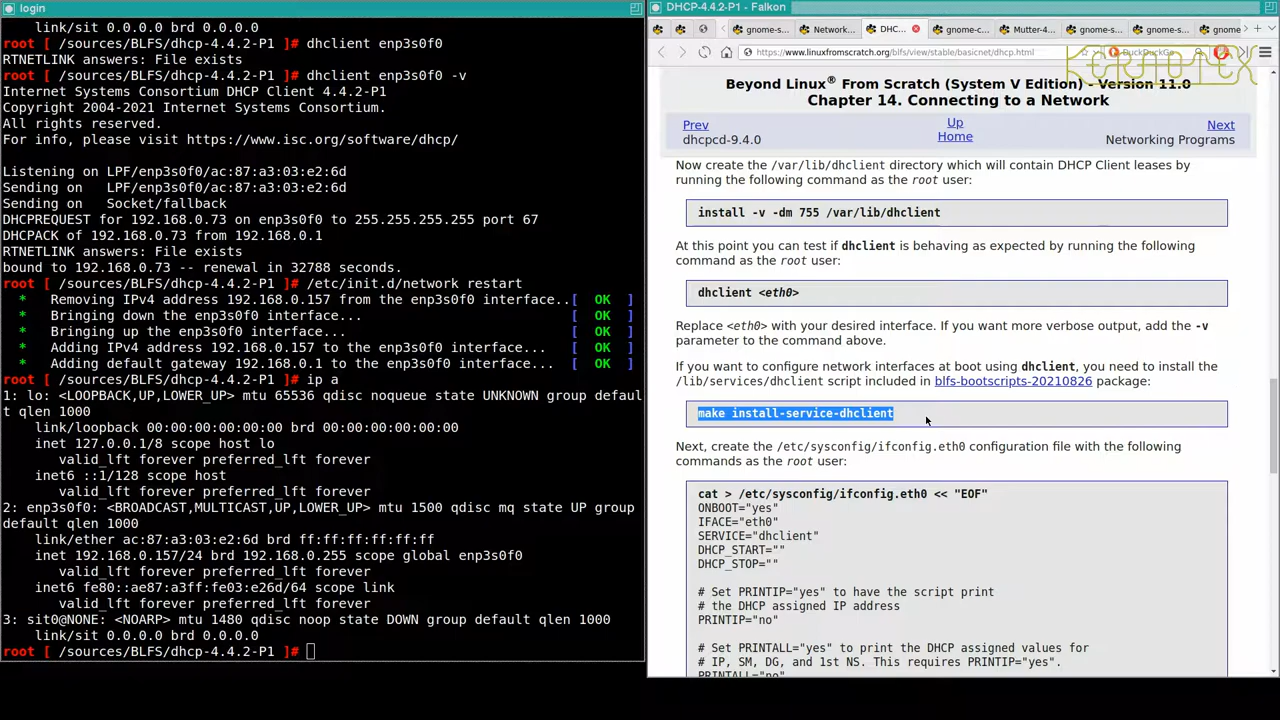 login
link/sit 0.0.0.0 brd 0.0.0.0
root [ /sources/BLFS/dhcp-4.4.2-P1 ]# dhclient enp3s0f0
RTNETLINK answers: File exists
root [ /sources/BLFS/dhcp-4.4.2-P1 ]# dhclient enp3s0f0 -v
Internet Systems Consortium DHCP Client 4.4.2-P1
Copyright 2004-2021 Internet Systems Consortium.
All rights reserved.
For info, please visit https://www.isc.org/software/dhcp/
Listening on LPF/enp3s0f0/ac:87:a3:03:e2:6d
Sending on   LPF/enp3s0f0/ac:87:a3:03:e2:6d
Sending on   Socket/fallback
DHCPREQUEST for 192.168.0.73 on enp3s0f0 to 255.255.255.255 port 67
DHCPACK of 192.168.0.73 from 192.168.0.1
RTNETLINK answers: File exists
bound to 192.168.0.73 -- renewal in 32788 seconds.
root [ /sources/BLFS/dhcp-4.4.2-P1 ]# /etc/init.d/network restart
*   Removing IPv4 address 192.168.0.157 from the enp3s0f0 interface..[  OK  ]
*   Bringing down the enp3s0f0 interface...   [  OK  ]
*   Bringing up the enp3s0f0 interface...   [  OK  ]
*   Adding IPv4 address 192.168.0.157 to the enp3s0f0 interface...   [  OK  ]
*   Adding default gateway 192.168.0.1 to the enp3s0f0 interface...   [  OK  ]
root [ /sources/BLFS/dhcp-4.4.2-P1 ]# ip a
1: lo: <LOOPBACK,UP,LOWER_UP> mtu 65536 qdisc noqueue state UNKNOWN group defaul
t qlen 1000
link/loopback 00:00:00:00:00:00 brd 00:00:00:00:00:00
inet 127.0.0.1/8 scope host lo
valid_lft forever preferred_lft forever
inet6 ::1/128 scope host
valid_lft forever preferred_lft forever
2: enp3s0f0: <BROADCAST,MULTICAST,UP,LOWER_UP> mtu 1500 qdisc mq state UP group
default qlen 1000
link/ether ac:87:a3:03:e2:6d brd ff:ff:ff:ff:ff:ff
inet 192.168.0.157/24 brd 192.168.0.255 scope global enp3s0f0
valid_lft forever preferred_lft forever
inet6 fe80::ae87:a3ff:fe03:e26d/64 scope link
valid_lft forever preferred_lft forever
3: sit0@NONE: <NOARP> mtu 1480 qdisc noop state DOWN group default qlen 1000
link/sit 0.0.0.0 brd 0.0.0.0
root [ /sources/BLFS/dhcp-4.4.2-P1 ]#
DHCP-4.4.2-P1 - Falkon
gnome-s... Network... DHC... gnome-c... Mutter-4... gnome-s... gnome-s... gnome
https://www.linuxfromscratch.org/blfs/view/stable/basicnet/dhcp.html
DuckDuckGo
KERNOTEX
Beyond Linux® From Scratch (System V Edition) - Version 11.0
Chapter 14. Connecting to a Network
Prev Up Next
dhcpcd-9.4.0 Home Networking Programs
Now create the /var/lib/dhclient directory which will contain DHCP Client leases by
running the following command as the root user:
install -v -dm 755 /var/lib/dhclient
At this point you can test if dhclient is behaving as expected by running the following
command as the root user:
dhclient <eth0>
Replace <eth0> with your desired interface. If you want more verbose output, add the -v
parameter to the command above.
If you want to configure network interfaces at boot using dhclient, you need to install the
/lib/services/dhclient script included in blfs-bootscripts-20210826 package:
make install-service-dhclient
Next, create the /etc/sysconfig/ifconfig.eth0 configuration file with the following
commands as the root user:
cat > /etc/sysconfig/ifconfig.eth0 << "EOF"
ONBOOT="yes"
IFACE="eth0"
SERVICE="dhclient"
DHCP_START=""
DHCP_STOP=""
# Set PRINTIP="yes" to have the script print
# the DHCP assigned IP address
PRINTIP="no"
# Set PRINTALL="yes" to print the DHCP assigned values for
# IP, SM, DG, and 1st NS. This requires PRINTIP="yes".
PRINTALL="no"